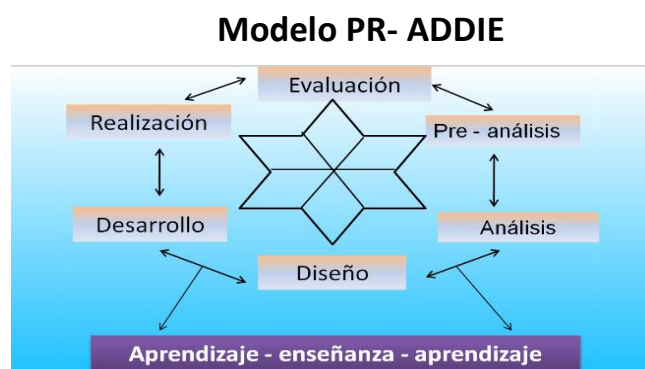 Modelo PR- ADDIE
Evaluación
Realización
Pre - análisis
Desarrollo
Análisis
Diseño
Aprendizaje - enseñanza - aprendizaje